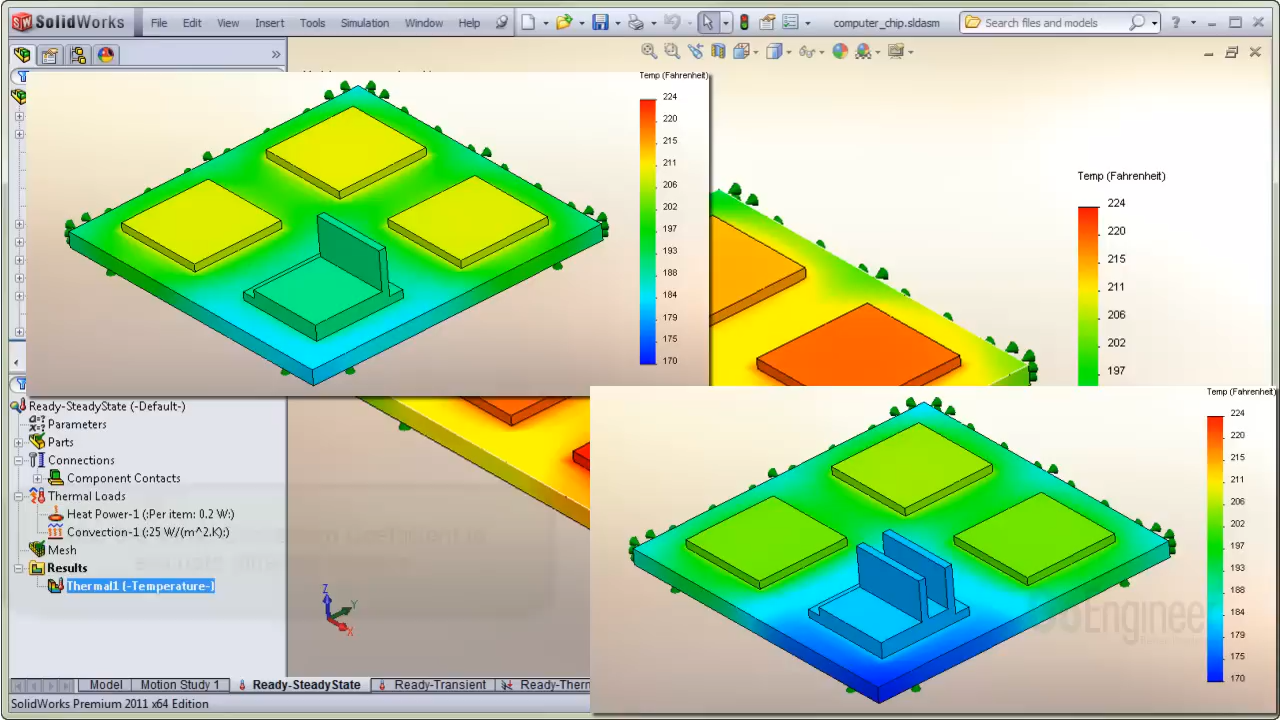 SolidWorks File Edit View Insert Tools Simulation Window Help computer_chip.sldasm Search files and models
Temp (Fahrenheit)
224
220
215
211
206
202
197
193
188
184
179
175
170
Temp (Fahrenheit)
224
220
215
211
206
202
197
Temp (Fahrenheit)
224
220
215
211
206
202
197
193
188
184
179
175
170
Ready-SteadyState (-Default-)
Parameters
Parts
Connections
Component Contacts
Thermal Loads
Heat Power-1 (:Per item: 0.2 W:)
Convection-1 (:25 W/(m^2.K):)
Mesh
Results
Thermal1 (-Temperature-)
Z
Y
X
Model Motion Study 1 Ready-SteadyState Ready-Transient Ready-Therm
SolidWorks Premium 2011 x64 Edition